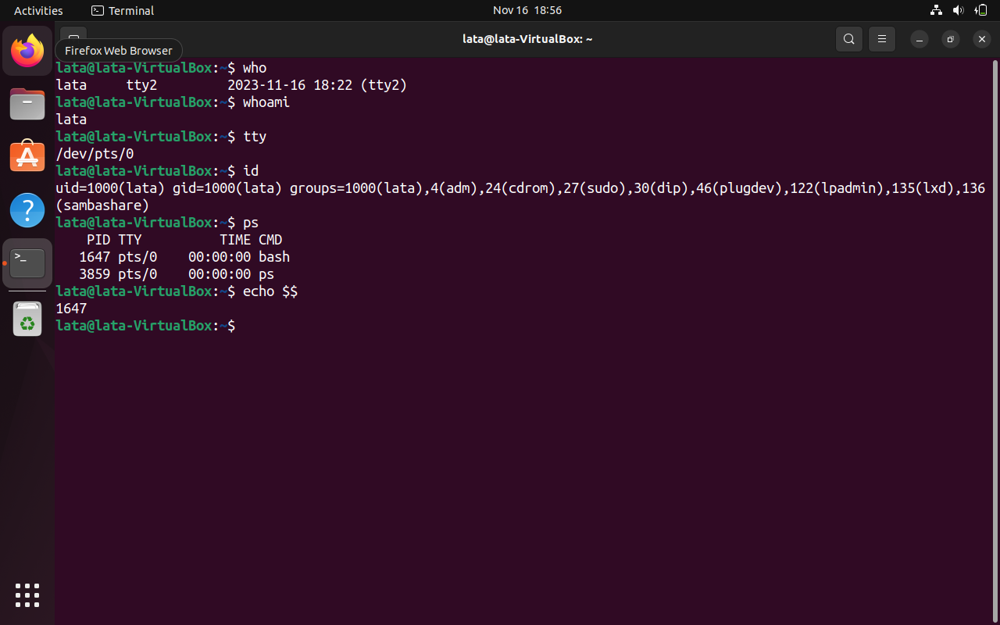 Activities Terminal Nov 16 18:56
lata@lata-VirtualBox: ~
Firefox Web Browser
lata@lata-VirtualBox:~$ who
lata     tty2         2023-11-16 18:22 (tty2)
lata@lata-VirtualBox:~$ whoami
lata
lata@lata-VirtualBox:~$ tty
/dev/pts/0
lata@lata-VirtualBox:~$ id
uid=1000(lata) gid=1000(lata) groups=1000(lata),4(adm),24(cdrom),27(sudo),30(dip),46(plugdev),122(lpadmin),135(lxd),136
(sambashare)
lata@lata-VirtualBox:~$ ps
    PID TTY          TIME CMD
   1647 pts/0    00:00:00 bash
   3859 pts/0    00:00:00 ps
lata@lata-VirtualBox:~$ echo $$
1647
lata@lata-VirtualBox:~$